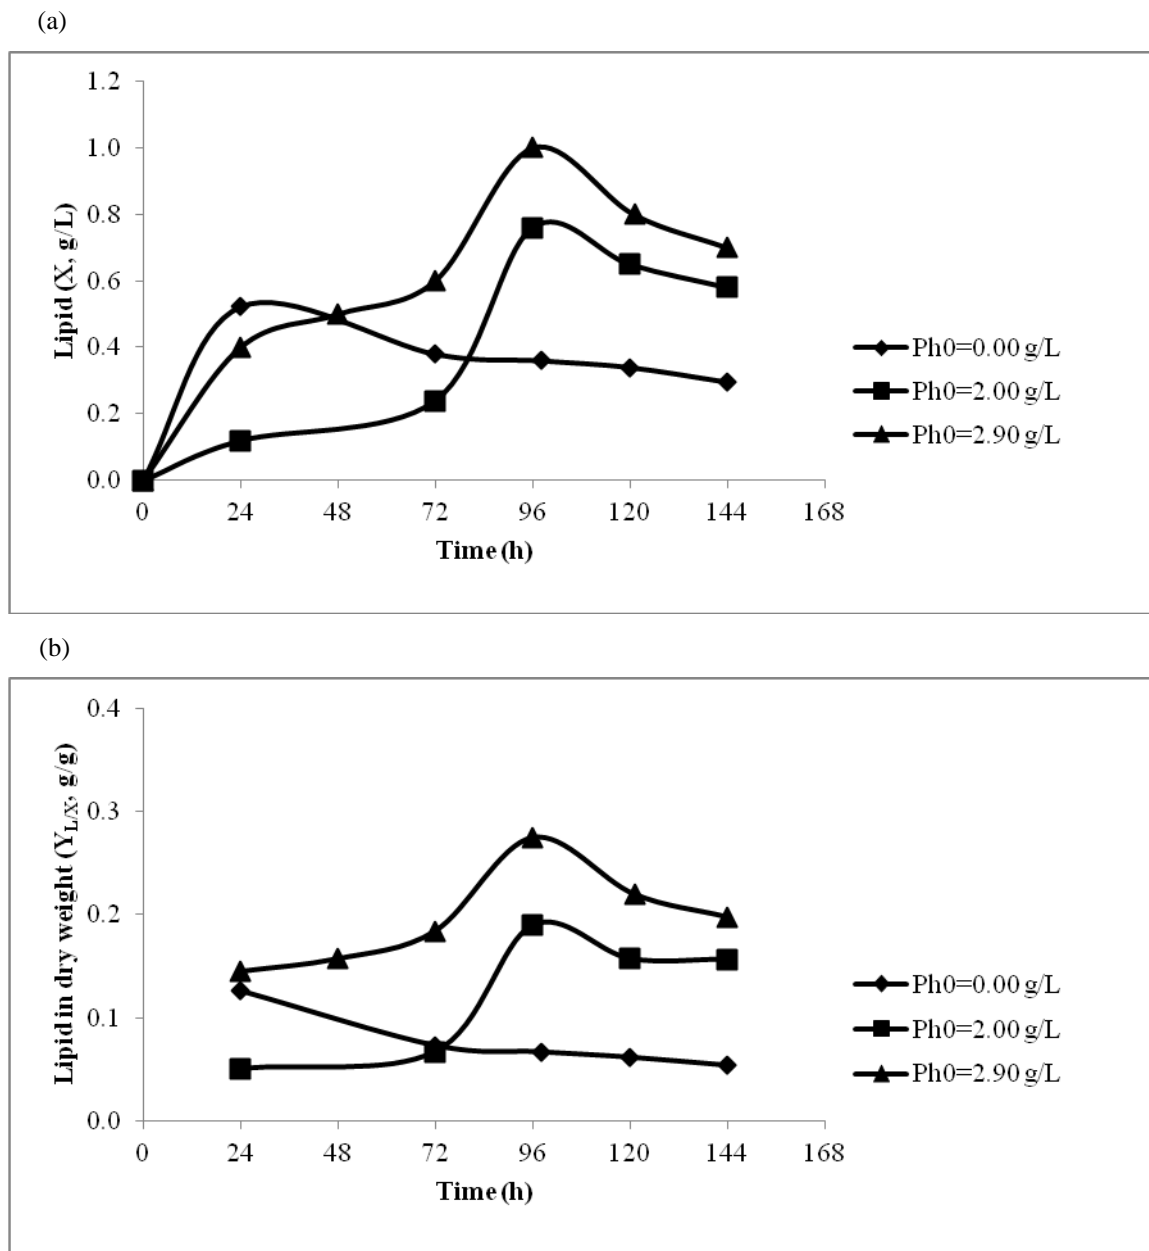 (a)
1.2
1.0
0.8
0.6
0.4
0.2
0.0
Lipid (X, g/L)
0 24 48 72 96 120 144 168
Time (h)
Ph0=0.00 g/L
Ph0=2.00 g/L
Ph0=2.90 g/L
(b)
0.4
0.3
0.2
0.1
0.0
Lipid in dry weight (YL/X, g/g)
0 24 48 72 96 120 144 168
Time (h)
Ph0=0.00 g/L
Ph0=2.00 g/L
Ph0=2.90 g/L